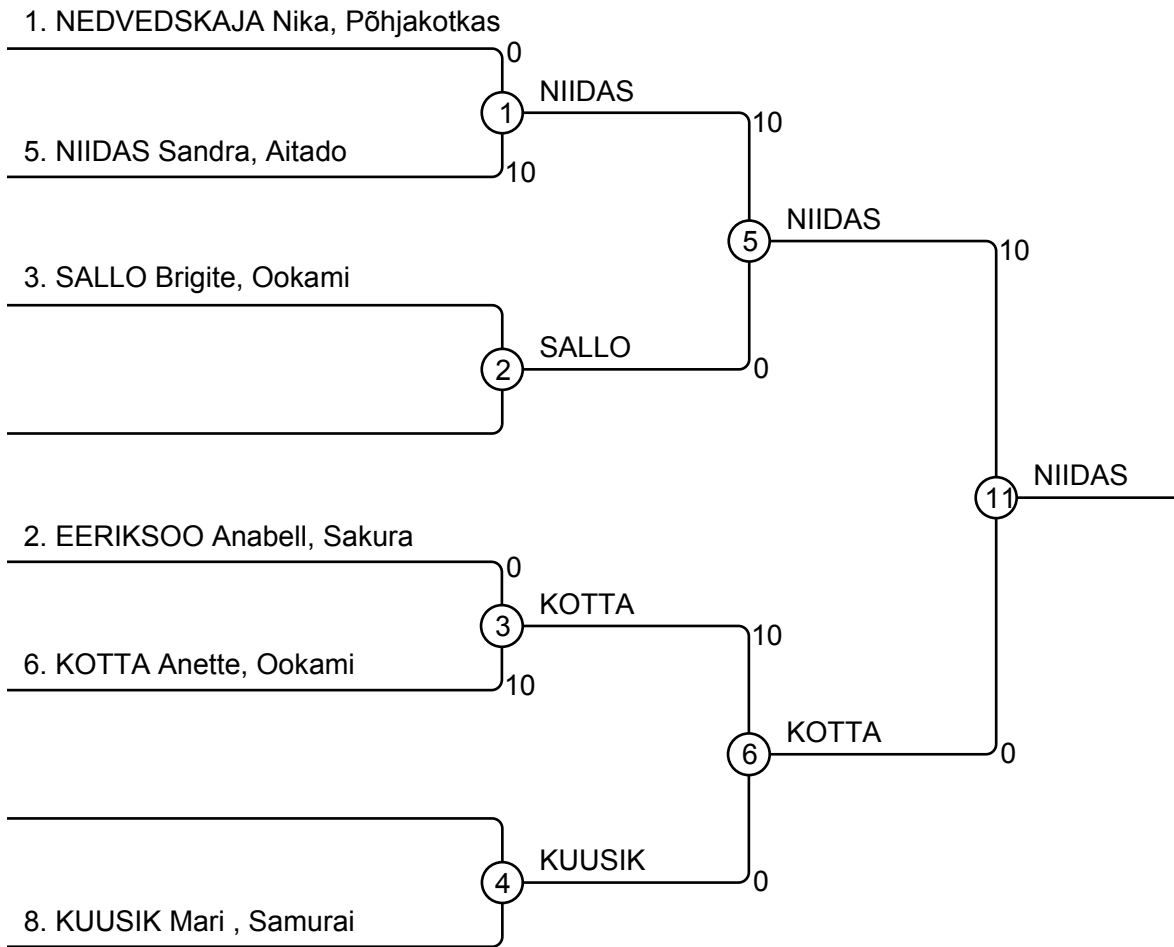 1. NEDVEDSKAJA Nika, Põhjakotkas
0
1
NIIDAS
10
5. NIIDAS Sandra, Aitado
10
5
NIIDAS
10
3. SALLO Brigite, Ookami
2
SALLO
0
11
NIIDAS
2. EERIKSOO Anabell, Sakura
0
3
KOTTA
10
6. KOTTA Anette, Ookami
10
6
KOTTA
0
4
KUUSIK
0
8. KUUSIK Mari , Samurai